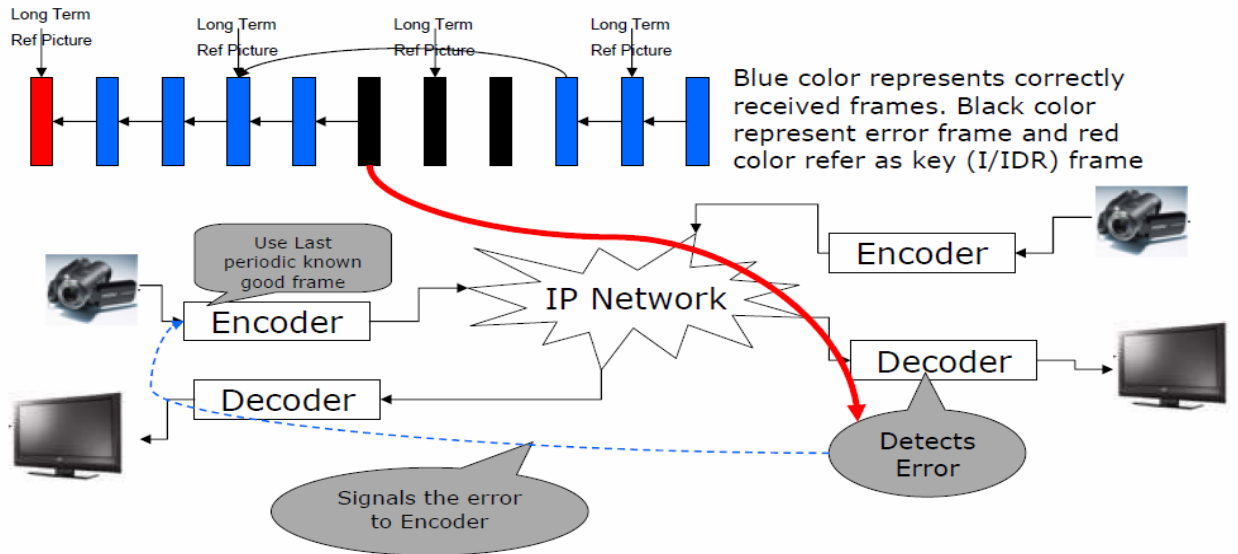 Long Term
Ref Picture
Long Term
Ref Picture
Long Term
Ref Picture
Long Term
Ref Picture
Blue color represents correctly
received frames. Black color
represent error frame and red
color refer as key (I/IDR) frame
Use Last
periodic known
good frame
Encoder
IP Network
Encoder
Decoder
Decoder
Detects
Error
Signals the error
to Encoder